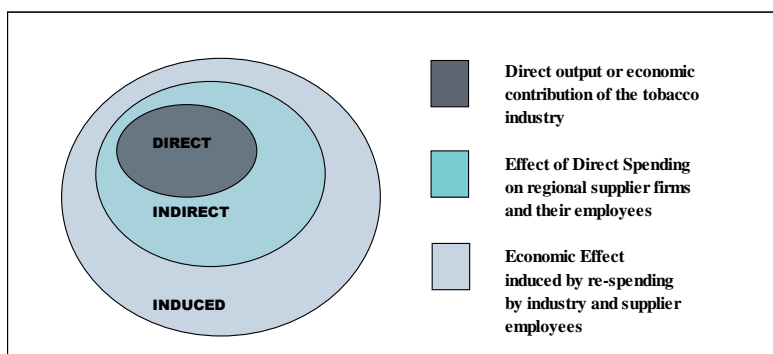 DIRECT
INDIRECT
INDUCED
Direct output or economic
contribution of the tobacco
industry
Effect of Direct Spending
on regional supplier firms
and their employees
Economic Effect
induced by re-spending
by industry and supplier
employees